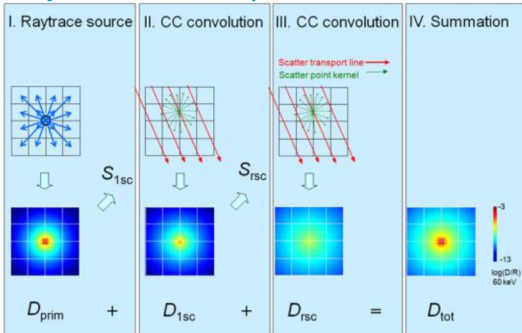 I. Raytrace source
II. CC convolution
III. CC convolution
IV. Summation
Scatter transport line
Scatter point kernel
S1sc
Srsc
-3
-13
log(D/R)
60 keV
Dprim + D1sc + Drsc = Dtot